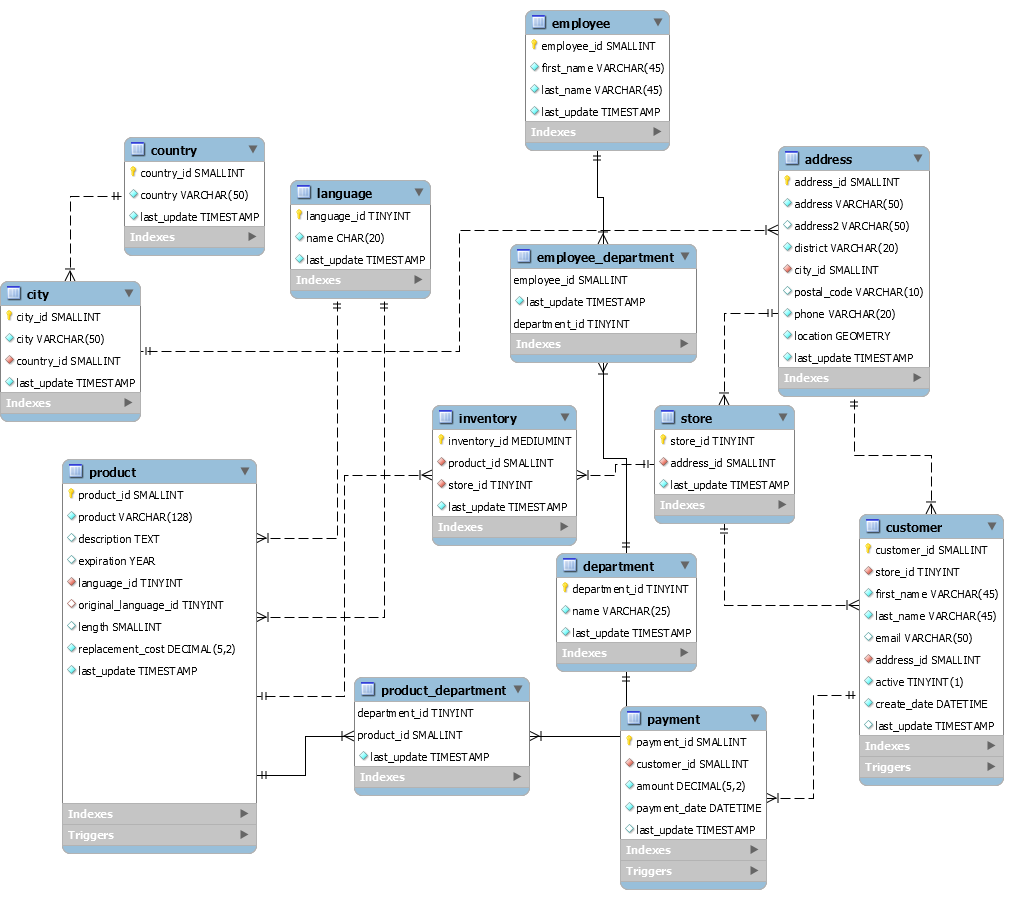 employee
employee_id SMALLINT
first_name VARCHAR(45)
last_name VARCHAR(45)
last_update TIMESTAMP
Indexes
country
country_id SMALLINT
country VARCHAR(50)
last_update TIMESTAMP
Indexes
language
language_id TINYINT
name CHAR(20)
last_update TIMESTAMP
Indexes
address
address_id SMALLINT
address VARCHAR(50)
address2 VARCHAR(50)
district VARCHAR(20)
city_id SMALLINT
postal_code VARCHAR(10)
phone VARCHAR(20)
location GEOMETRY
last_update TIMESTAMP
Indexes
employee_department
employee_id SMALLINT
last_update TIMESTAMP
department_id TINYINT
Indexes
city
city_id SMALLINT
city VARCHAR(50)
country_id SMALLINT
last_update TIMESTAMP
Indexes
inventory
inventory_id MEDIUMINT
product_id SMALLINT
store_id TINYINT
last_update TIMESTAMP
Indexes
store
store_id TINYINT
address_id SMALLINT
last_update TIMESTAMP
Indexes
product
product_id SMALLINT
product VARCHAR(128)
description TEXT
expiration YEAR
language_id TINYINT
original_language_id TINYINT
length SMALLINT
replacement_cost DECIMAL(5,2)
last_update TIMESTAMP
Indexes
Triggers
department
department_id TINYINT
name VARCHAR(25)
last_update TIMESTAMP
Indexes
customer
customer_id SMALLINT
store_id TINYINT
first_name VARCHAR(45)
last_name VARCHAR(45)
email VARCHAR(50)
address_id SMALLINT
active TINYINT(1)
create_date DATETIME
last_update TIMESTAMP
Indexes
Triggers
product_department
department_id TINYINT
product_id SMALLINT
last_update TIMESTAMP
Indexes
payment
payment_id SMALLINT
customer_id SMALLINT
amount DECIMAL(5,2)
payment_date DATETIME
last_update TIMESTAMP
Indexes
Triggers